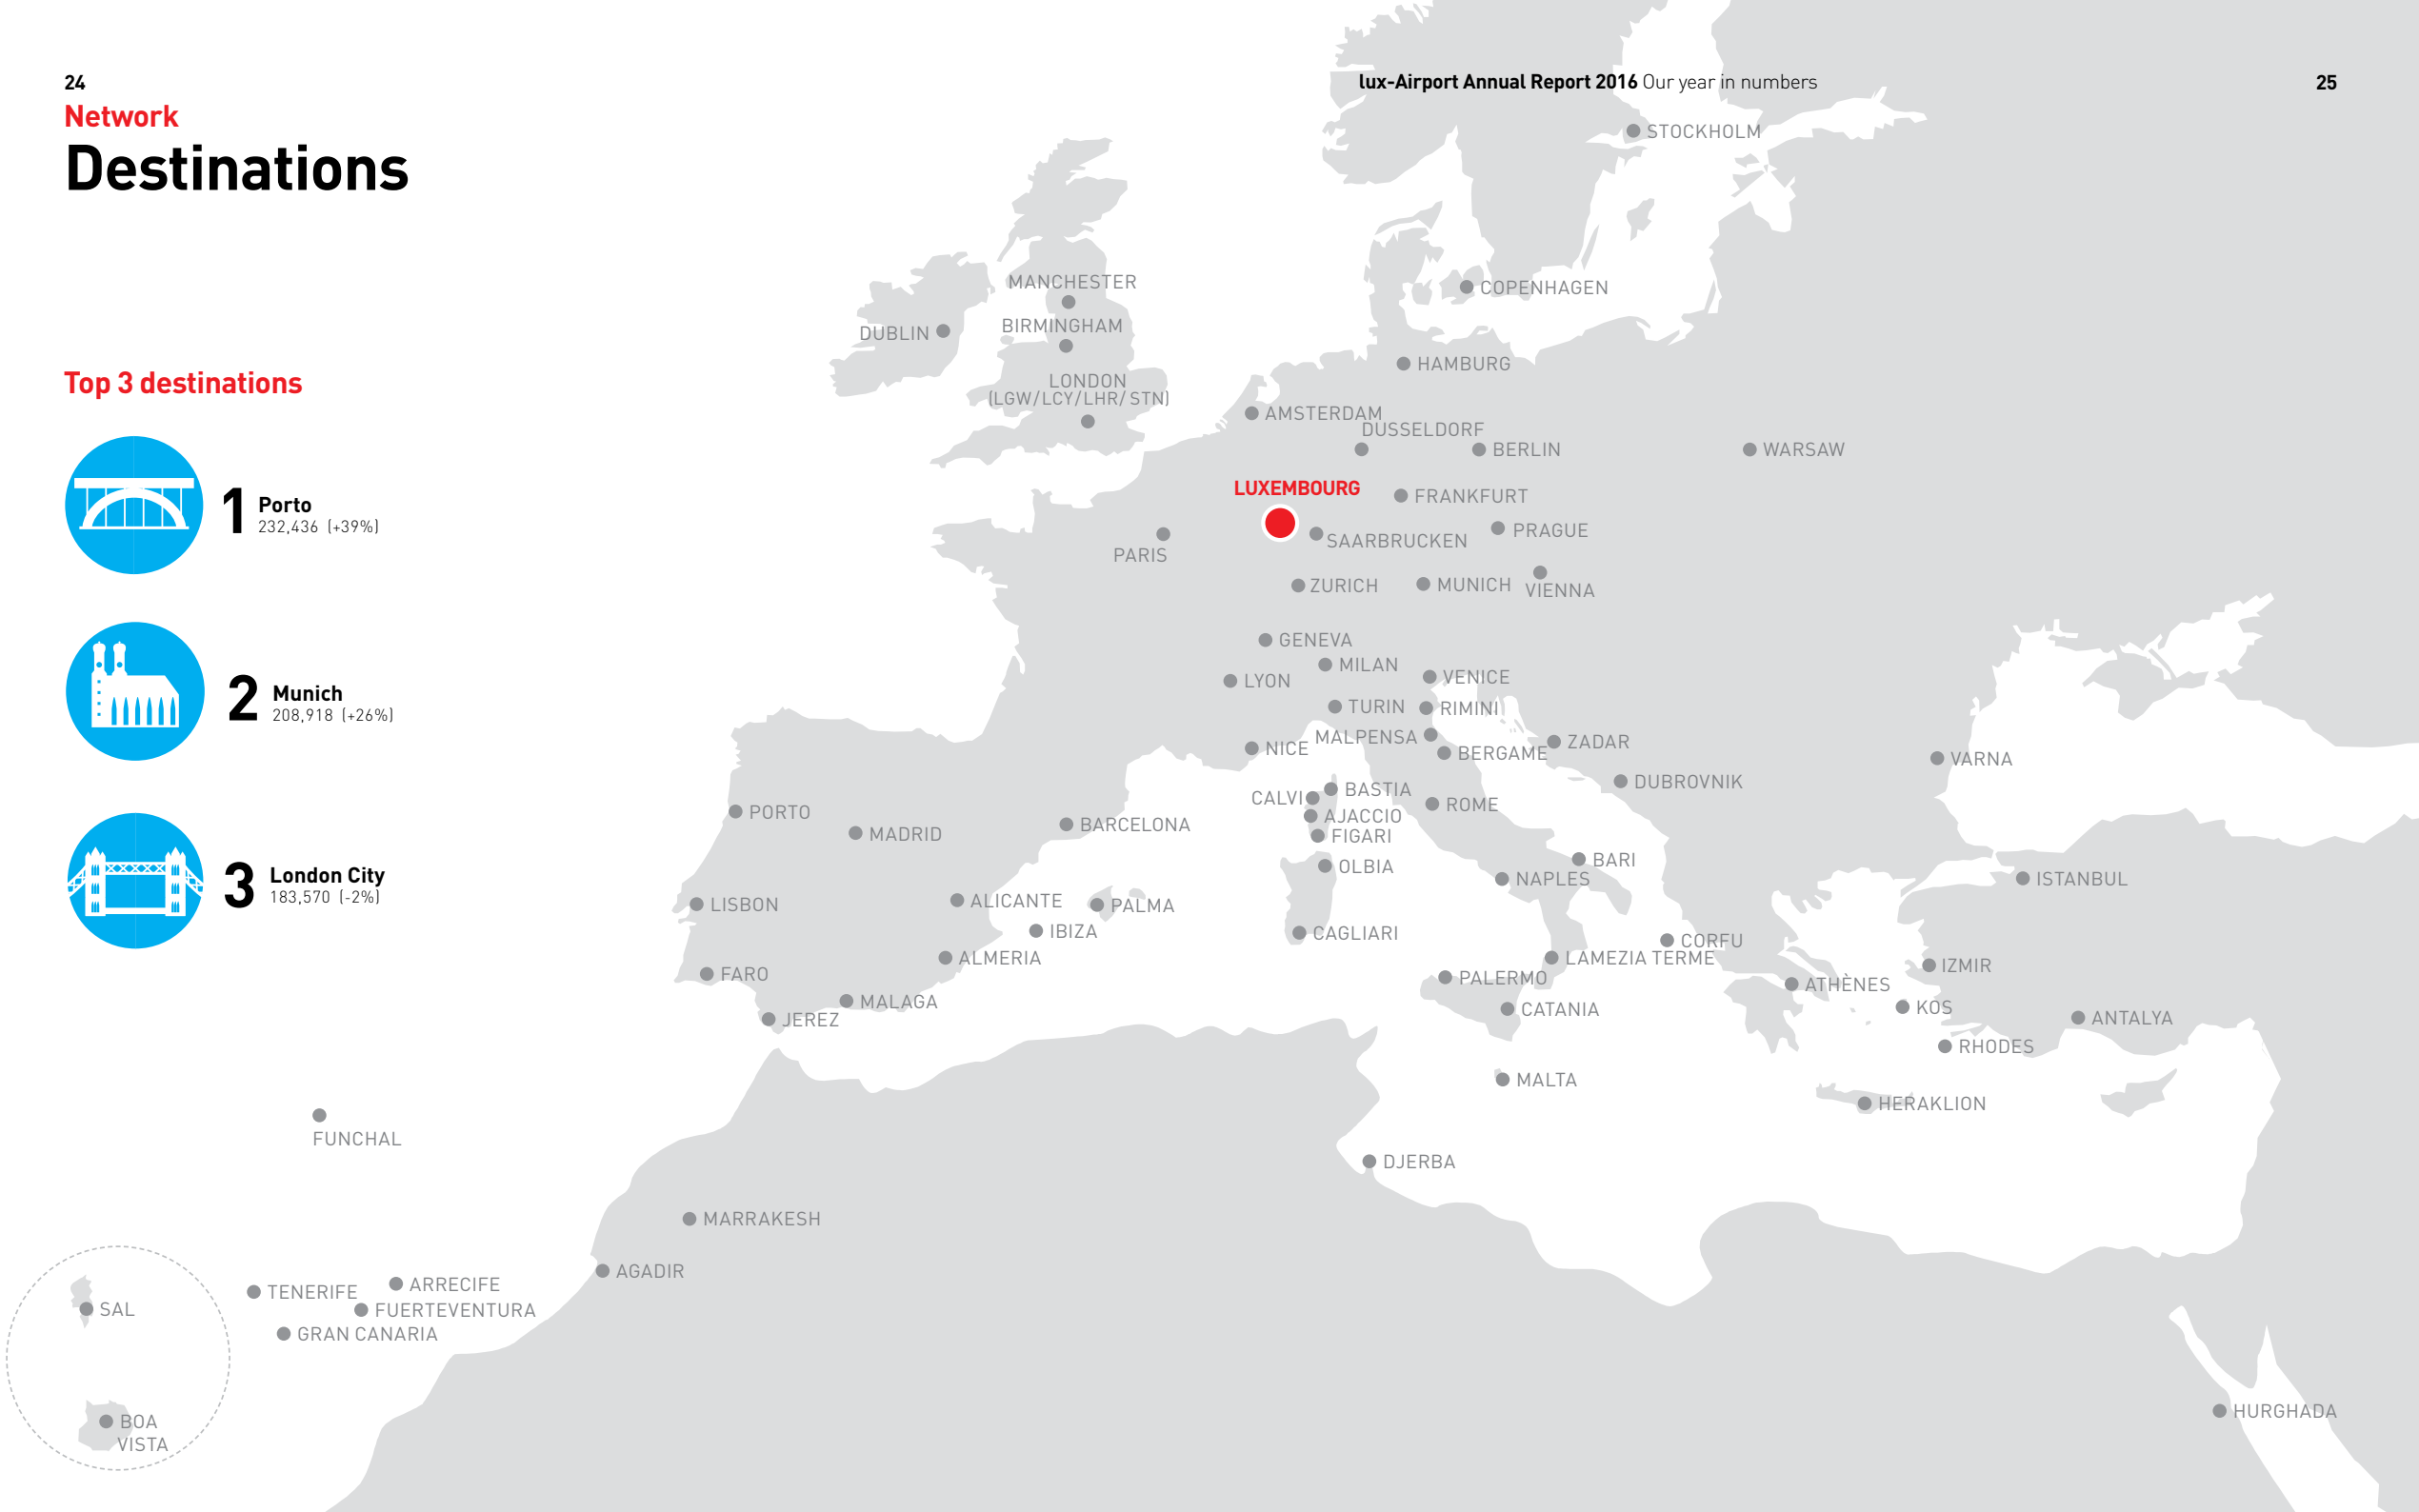 24
Network
Destinations
lux-Airport Annual Report 2016 Our year in numbers
25
Top 3 destinations
1 Porto
232,436 (+39%)
2 Munich
208,918 (+26%)
3 London City
183,570 (-2%)
STOCKHOLM
MANCHESTER
COPENHAGEN
DUBLIN
BIRMINGHAM
HAMBURG
LONDON
(LGW/LCY/LHR/STN)
AMSTERDAM
DUSSELDORF
BERLIN
WARSAW
LUXEMBOURG
FRANKFURT
PRAGUE
SAARBRUCKEN
PARIS
ZURICH
MUNICH
VIENNA
GENEVA
MILAN
LYON
VENICE
TURIN
RIMINI
MALPENSA
NICE
BERGAME
ZADAR
VARNA
DUBROVNIK
BASTIA
CALVI
ROME
AJACCIO
FIGARI
PORTO
MADRID
BARCELONA
BARI
OLBIA
NAPLES
ISTANBUL
LISBON
ALICANTE
PALMA
IBIZA
CAGLIARI
CORFU
ALMERIA
LAMEZIA TERME
IZMIR
FARO
PALERMO
ATHÈNES
MALAGA
CATANIA
KOS
JEREZ
ANTALYA
RHODES
MALTA
HERAKLION
FUNCHAL
DJERBA
MARRAKESH
AGADIR
TENERIFE
ARRECIFE
SAL
FUERTEVENTURA
GRAN CANARIA
BOA
VISTA
HURGHADA